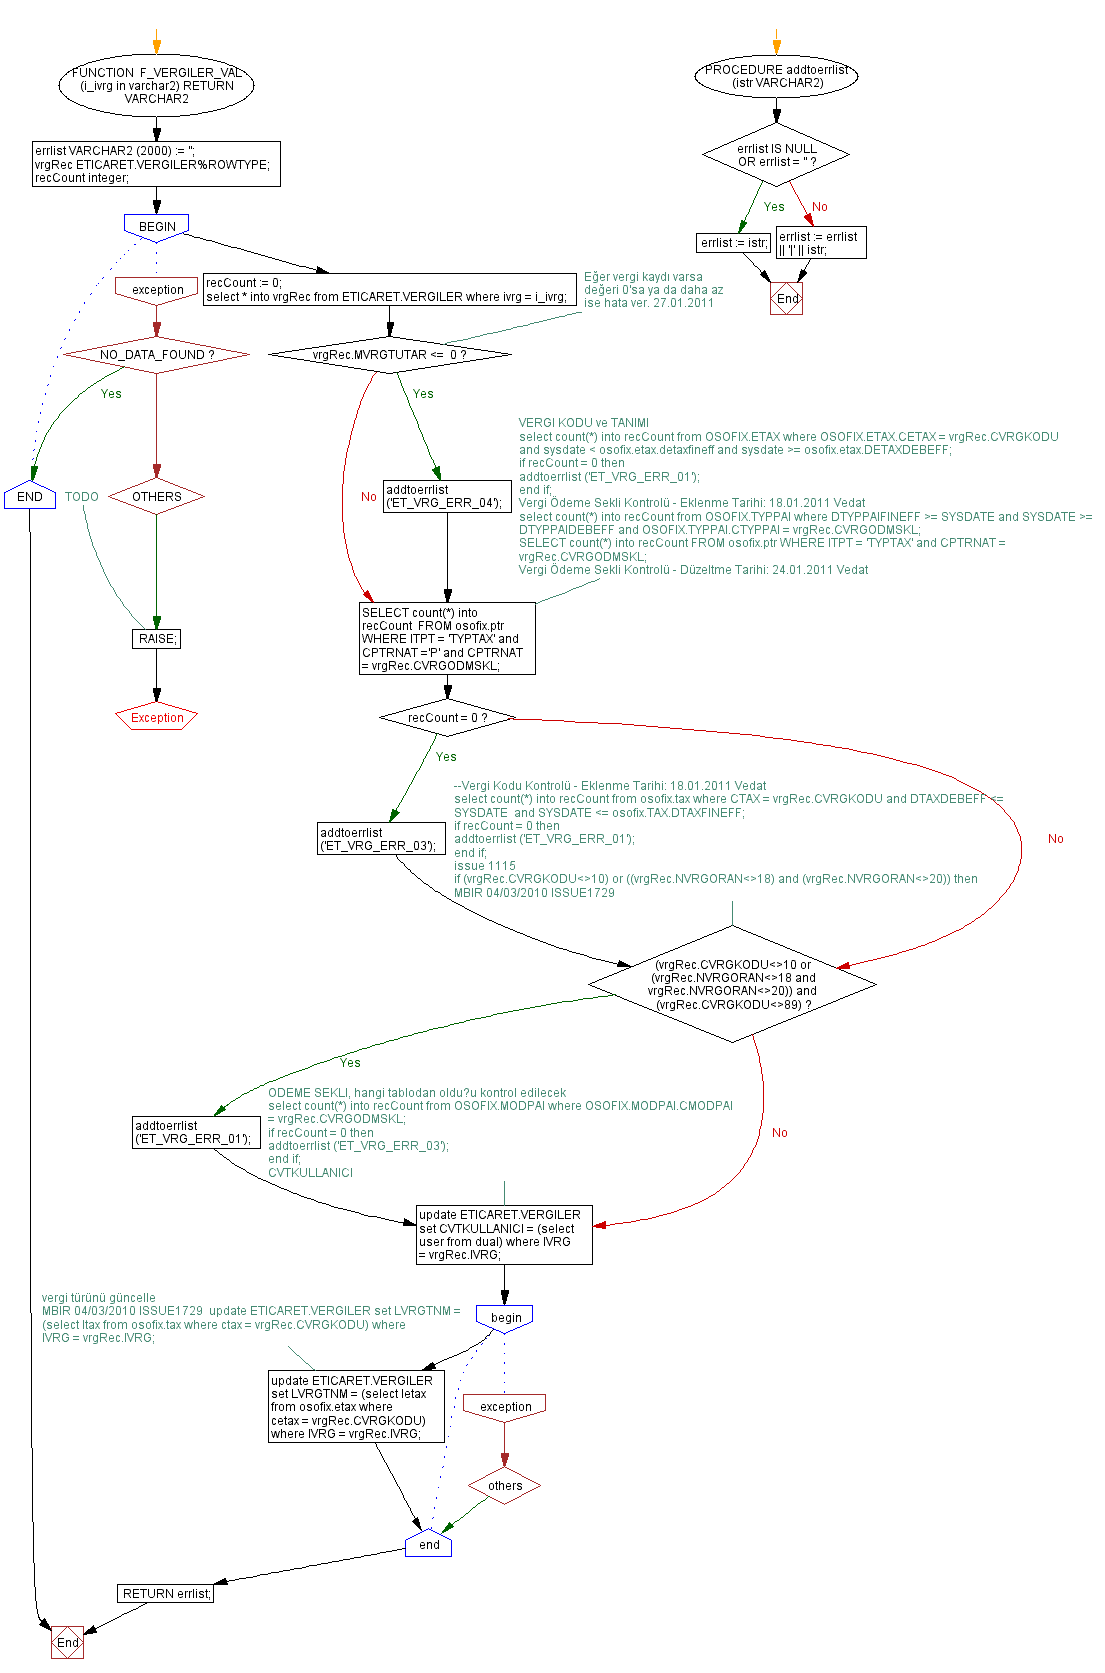 FUNCTION  F_VERGILER_VAL
(i_ivrg in varchar2) RETURN
VARCHAR2
errlist VARCHAR2 (2000) := '';
vrgRec ETICARET.VERGILER%ROWTYPE;
recCount integer;
BEGIN
exception
NO_DATA_FOUND ?
Yes
END
TODO
OTHERS
RAISE;
Exception
recCount := 0;
select * into vrgRec from ETICARET.VERGILER where ivrg = i_ivrg;
Eğer vergi kaydı varsa
değeri 0'sa ya da daha az
ise hata ver. 27.01.2011
vrgRec.MVRGTUTAR <=  0 ?
Yes
No
addtoerrlist
('ET_VRG_ERR_04');
VERGI KODU ve TANIMI
select count(*) into recCount from OSOFIX.ETAX where OSOFIX.ETAX.CETAX = vrgRec.CVRGKODU
and sysdate < osofix.etax.detaxfineff and sysdate >= osofix.etax.DETAXDEBEFF;
if recCount = 0 then
addtoerrlist ('ET_VRG_ERR_01');
end if;
Vergi Ödeme Sekli Kontrolü - Eklenme Tarihi: 18.01.2011 Vedat
select count(*) into recCount from OSOFIX.TYPPAI where DTYPPAIFINEFF >= SYSDATE and SYSDATE >=
DTYPPAIDEBEFF and OSOFIX.TYPPAI.CTYPPAI = vrgRec.CVRGODMSKL;
SELECT count(*) into recCount FROM osofix.ptr WHERE ITPT = 'TYPTAX' and CPTRNAT =
vrgRec.CVRGODMSKL;
Vergi Ödeme Sekli Kontrolü - Düzeltme Tarihi: 24.01.2011 Vedat
SELECT count(*) into
recCount  FROM osofix.ptr
WHERE ITPT = 'TYPTAX' and
CPTRNAT ='P' and CPTRNAT
= vrgRec.CVRGODMSKL;
recCount = 0 ?
Yes
No
addtoerrlist
('ET_VRG_ERR_03');
--Vergi Kodu Kontrolü - Eklenme Tarihi: 18.01.2011 Vedat
select count(*) into recCount from osofix.tax where CTAX = vrgRec.CVRGKODU and DTAXDEBEFF <=
SYSDATE  and SYSDATE <= osofix.TAX.DTAXFINEFF;
if recCount = 0 then
addtoerrlist ('ET_VRG_ERR_01');
end if;
issue 1115
if (vrgRec.CVRGKODU<>10) or ((vrgRec.NVRGORAN<>18) and (vrgRec.NVRGORAN<>20)) then
MBIR 04/03/2010 ISSUE1729
(vrgRec.CVRGKODU<>10 or
(vrgRec.NVRGORAN<>18 and
vrgRec.NVRGORAN<>20)) and
(vrgRec.CVRGKODU<>89) ?
Yes
No
addtoerrlist
('ET_VRG_ERR_01');
ODEME SEKLI, hangi tablodan oldu?u kontrol edilecek
select count(*) into recCount from OSOFIX.MODPAI where OSOFIX.MODPAI.CMODPAI
= vrgRec.CVRGODMSKL;
if recCount = 0 then
addtoerrlist ('ET_VRG_ERR_03');
end if;
CVTKULLANICI
update ETICARET.VERGILER
set CVTKULLANICI = (select
user from dual) where IVRG
= vrgRec.IVRG;
begin
vergi türünü güncelle
MBIR 04/03/2010 ISSUE1729  update ETICARET.VERGILER set LVRGTNM =
(select ltax from osofix.tax where ctax = vrgRec.CVRGKODU) where
IVRG = vrgRec.IVRG;
update ETICARET.VERGILER
set LVRGTNM = (select letax
from osofix.etax where
cetax = vrgRec.CVRGKODU)
where IVRG = vrgRec.IVRG;
exception
others
end
RETURN errlist;
End
PROCEDURE addtoerrlist
(istr VARCHAR2)
errlist IS NULL
OR errlist = '' ?
Yes
No
errlist := istr;
errlist := errlist
|| '|' || istr;
End